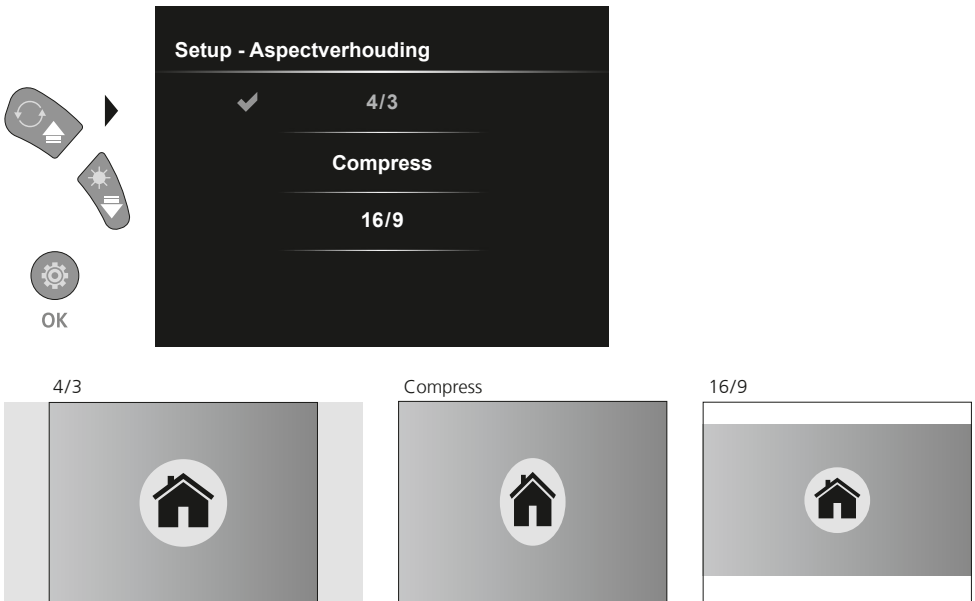 Setup - Aspectverhouding
4/3
Compress
16/9
OK
4/3
Compress
16/9